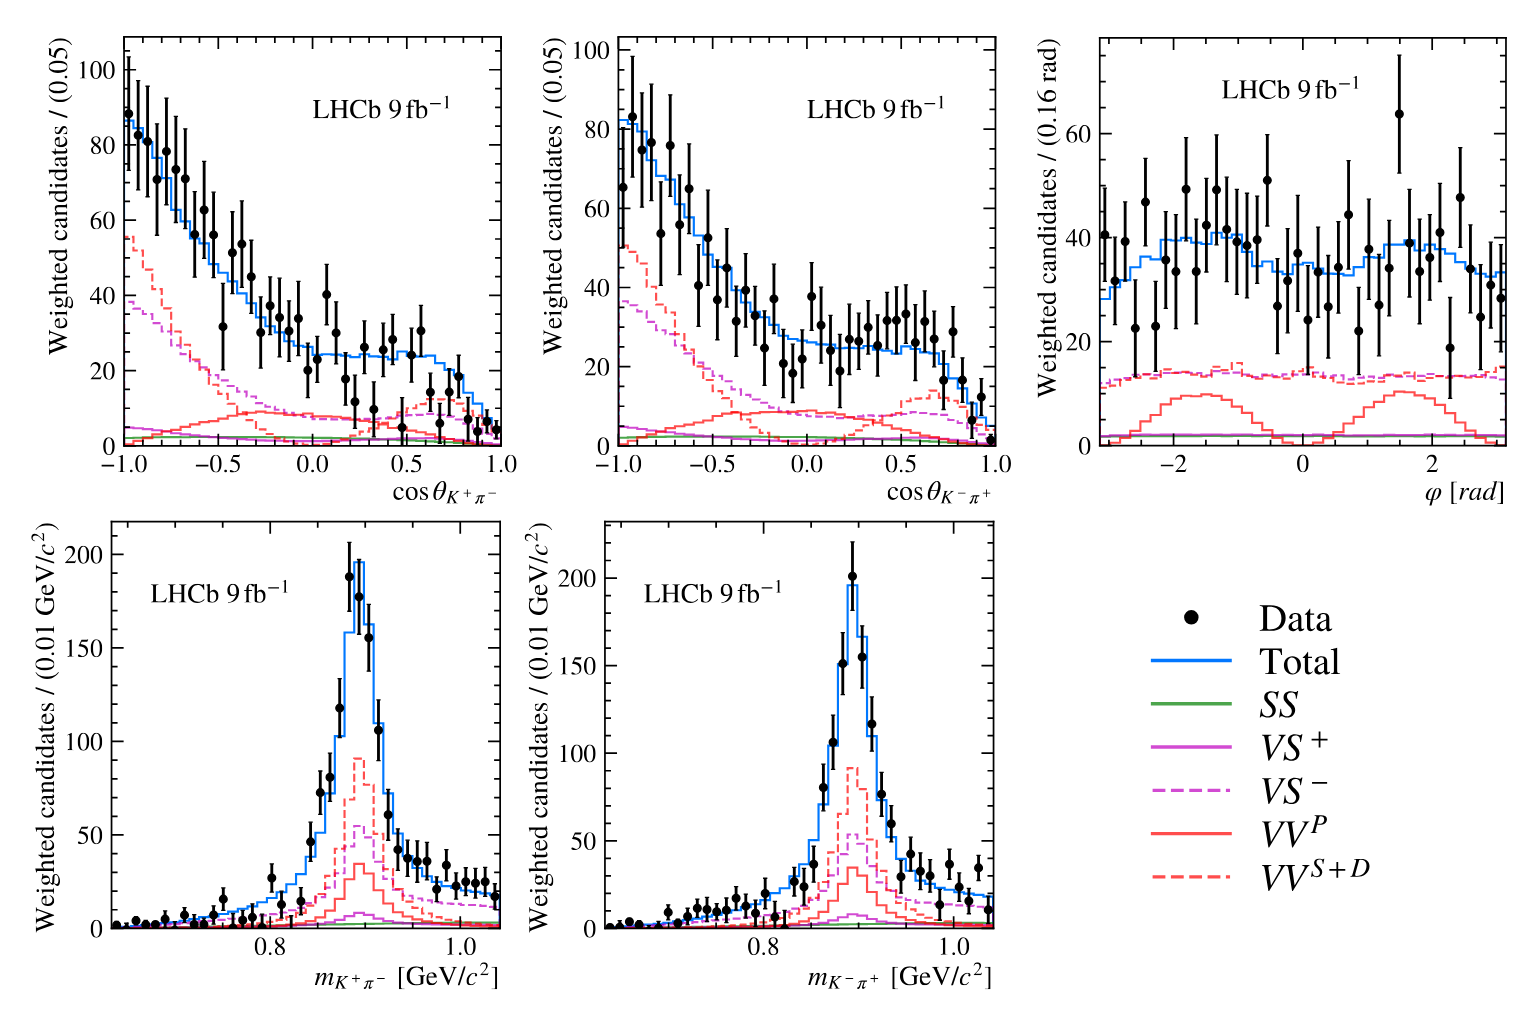 Weighted candidates / (0.05)
100
80
60
40
20
0
LHCb 9 fb⁻¹
−1.0 −0.5 0.0 0.5 1.0
cos θ_{K⁺π⁻}
Weighted candidates / (0.05)
100
80
60
40
20
0
LHCb 9 fb⁻¹
−1.0 −0.5 0.0 0.5 1.0
cos θ_{K⁻π⁺}
Weighted candidates / (0.16 rad)
60
40
20
0
LHCb 9 fb⁻¹
−2 0 2
φ [rad]
Weighted candidates / (0.01 GeV/c²)
200
150
100
50
0
LHCb 9 fb⁻¹
0.8 1.0
m_{K⁺π⁻} [GeV/c²]
Weighted candidates / (0.01 GeV/c²)
200
150
100
50
0
LHCb 9 fb⁻¹
0.8 1.0
m_{K⁻π⁺} [GeV/c²]
Data
Total
SS
VS⁺
VS⁻
VV^P
VV^{S+D}